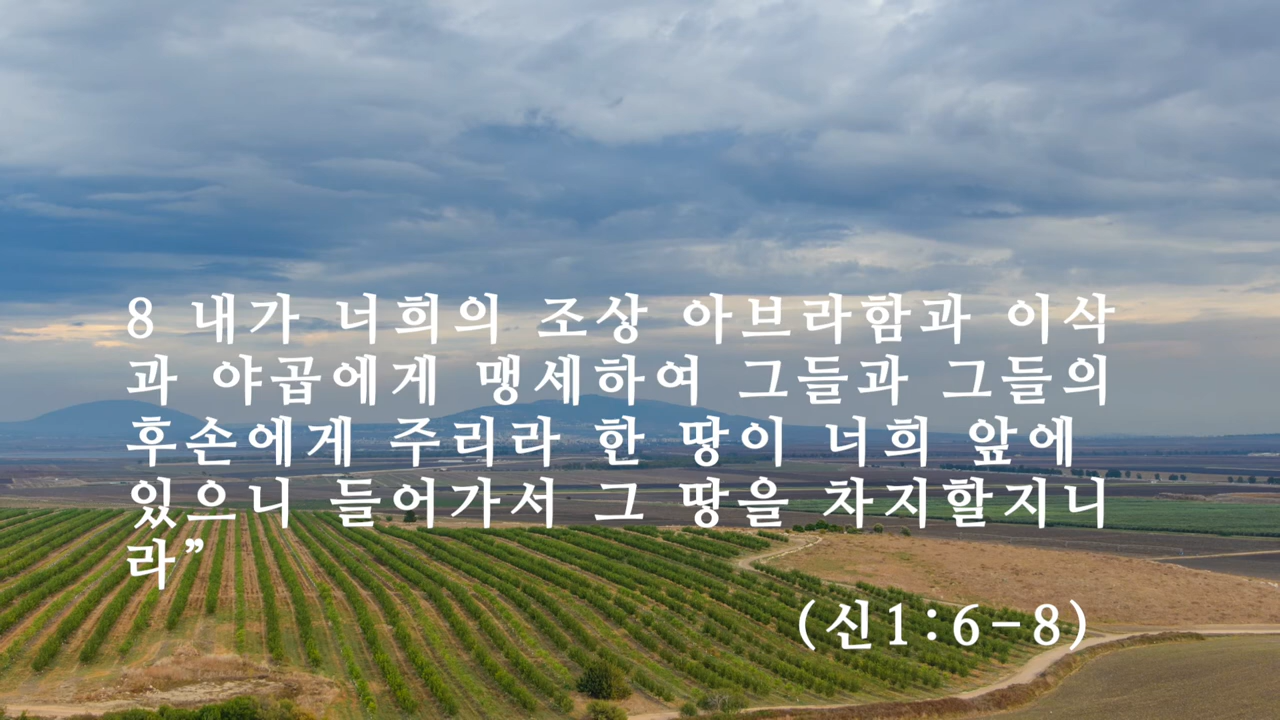 8 내가 너희의 조상 아브라함과 이삭
과 야곱에게 맹세하여 그들과 그들의
후손에게 주리라 한 땅이 너희 앞에
있으니 들어가서 그 땅을 차지할지니
라”
(신1:6-8)